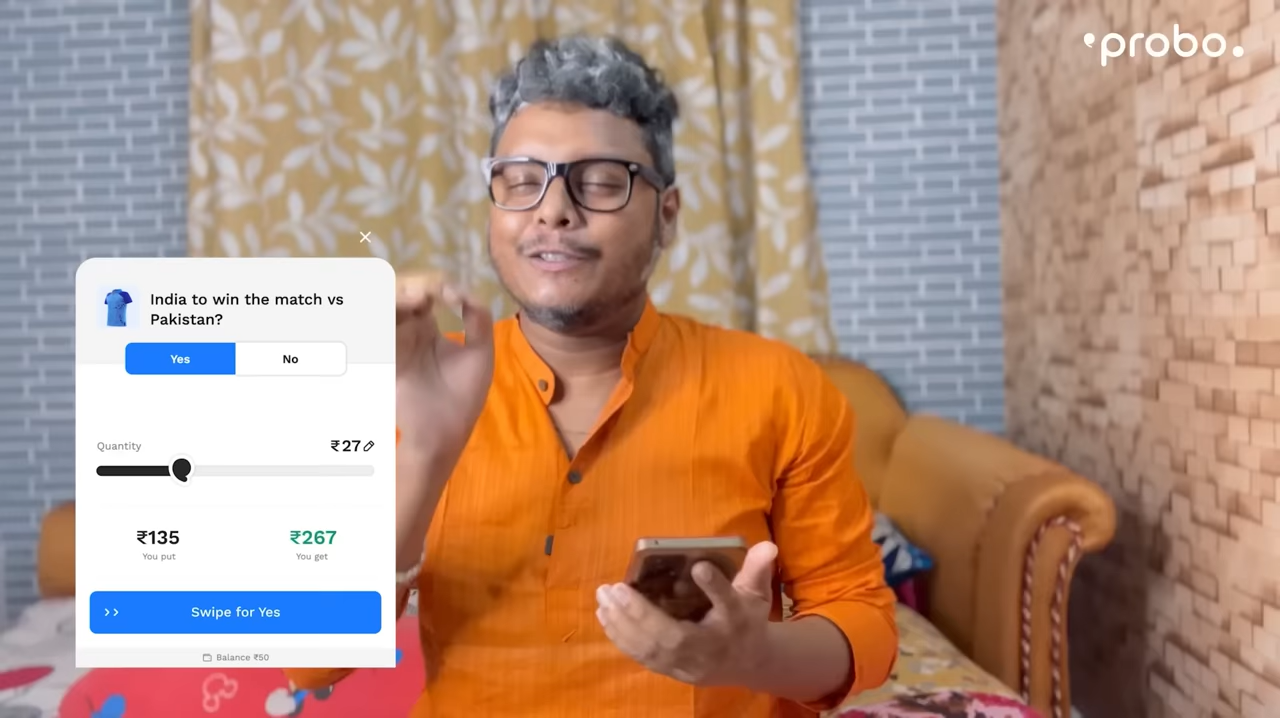 probo.
India to win the match vs
Pakistan?
Yes No
Quantity ₹27
₹135 ₹267
You put You get
>> Swipe for Yes
Balance ₹50